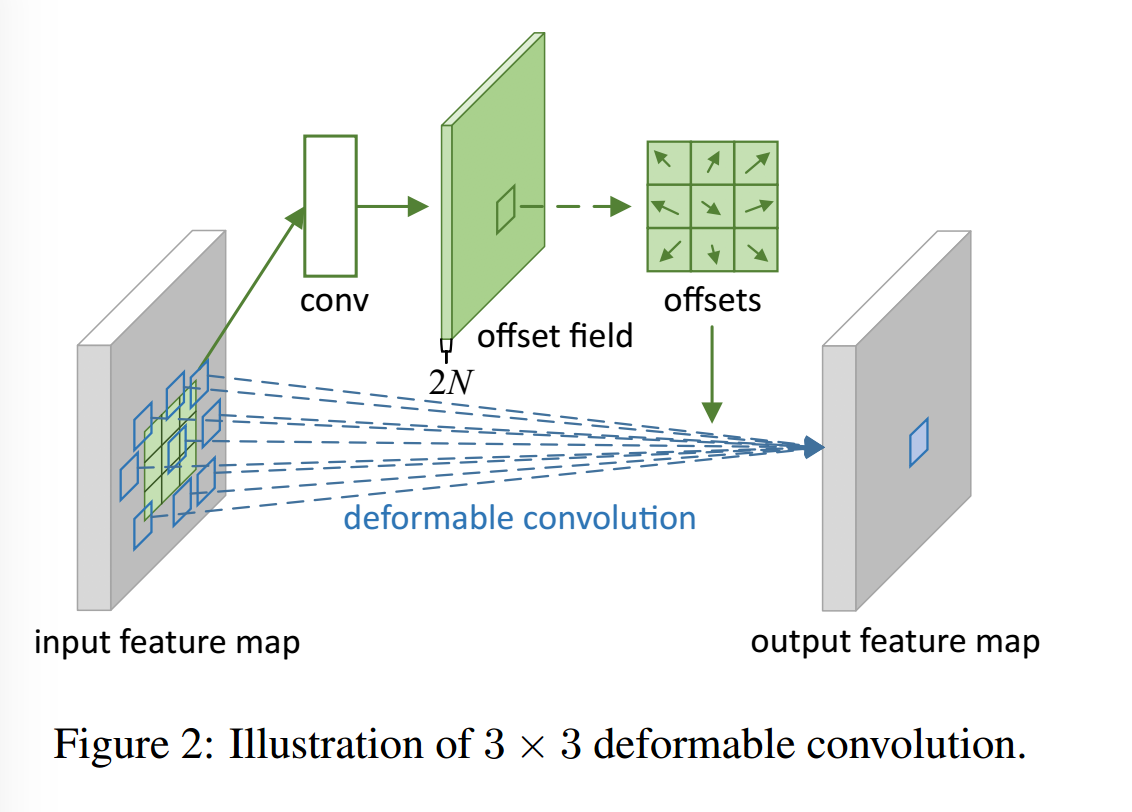 conv
offsets
offset field
2N
deformable convolution
input feature map
output feature map
Figure 2: Illustration of 3 × 3 deformable convolution.